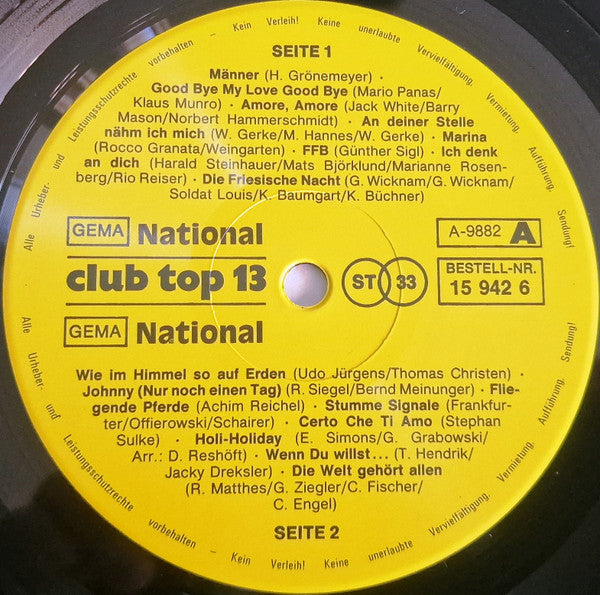 Alle Urheber- und Leistungsschutzrechte vorbehalten – Kein Verleih! Keine unerlaubte Vervielfältigung, Vermietung, Aufführung, Sendung!
SEITE 1
Männer (H. Grönemeyer) ·
Good Bye My Love Good Bye (Mario Panas/
Klaus Munro) · Amore, Amore (Jack White/Barry
Mason/Norbert Hammerschmidt) · An deiner Stelle
nähm ich mich (W. Gerke/M. Hannes/W. Gerke) · Marina
(Rocco Granata/Weingarten) · FFB (Günther Sigl) · Ich denk
an dich (Harald Steinhauer/Mats Björklund/Marianne Rosen-
berg/Rio Reiser) · Die Friesische Nacht (G. Wicknam/G. Wicknam/
Soldat Louis/K. Baumgart/K. Büchner)
GEMA National
A-9882 A
club top 13
ST 33
BESTELL-NR.
15 942 6
GEMA National
Wie im Himmel so auf Erden (Udo Jürgens/Thomas Christen) ·
Johnny (Nur noch einen Tag) (R. Siegel/Bernd Meinunger) · Flie-
gende Pferde (Achim Reichel) · Stumme Signale (Frankfur-
ter/Offierowski/Schairer) · Certo Che Ti Amo (Stephan
Sulke) · Holi-Holiday (E. Simons/G. Grabowski/
Arr.: D. Reshöft) · Wenn Du willst... (T. Hendrik/
Jacky Dreksler) · Die Welt gehört allen
(R. Matthes/G. Ziegler/C. Fischer/
C. Engel)
SEITE 2
Alle Urheber- und Leistungsschutzrechte vorbehalten – Kein Verleih! Keine unerlaubte Vervielfältigung, Vermietung, Aufführung, Sendung!